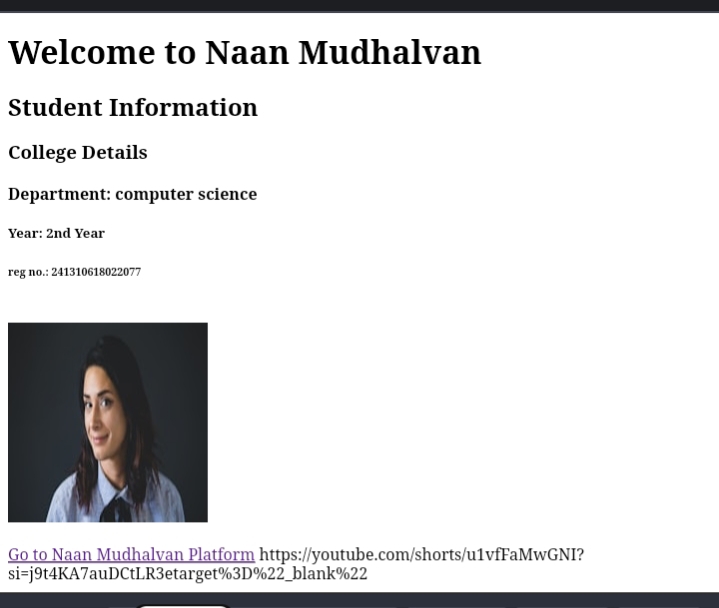 Welcome to Naan Mudhalvan
Student Information
College Details
Department: computer science
Year: 2nd Year
reg no.: 241310618022077
Go to Naan Mudhalvan Platform https://youtube.com/shorts/u1vfFaMwGNI?
si=j9t4KA7auDCtLR3etarget%3D%22_blank%22